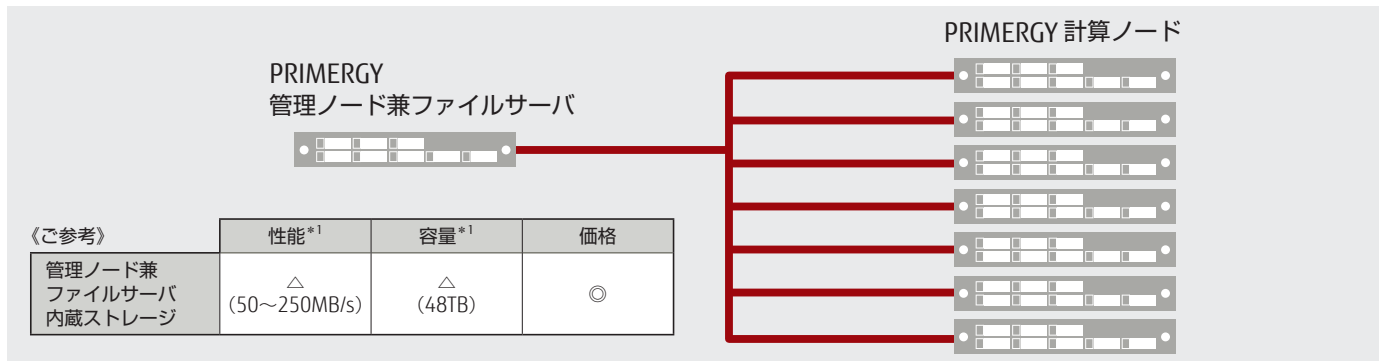 PRIMERGY 計算ノード
PRIMERGY
管理ノード兼ファイルサーバ
《ご参考》
性能*1
容量*1
価格
管理ノード兼
ファイルサーバ
内蔵ストレージ
△
(50〜250MB/s)
△
(48TB)
◎